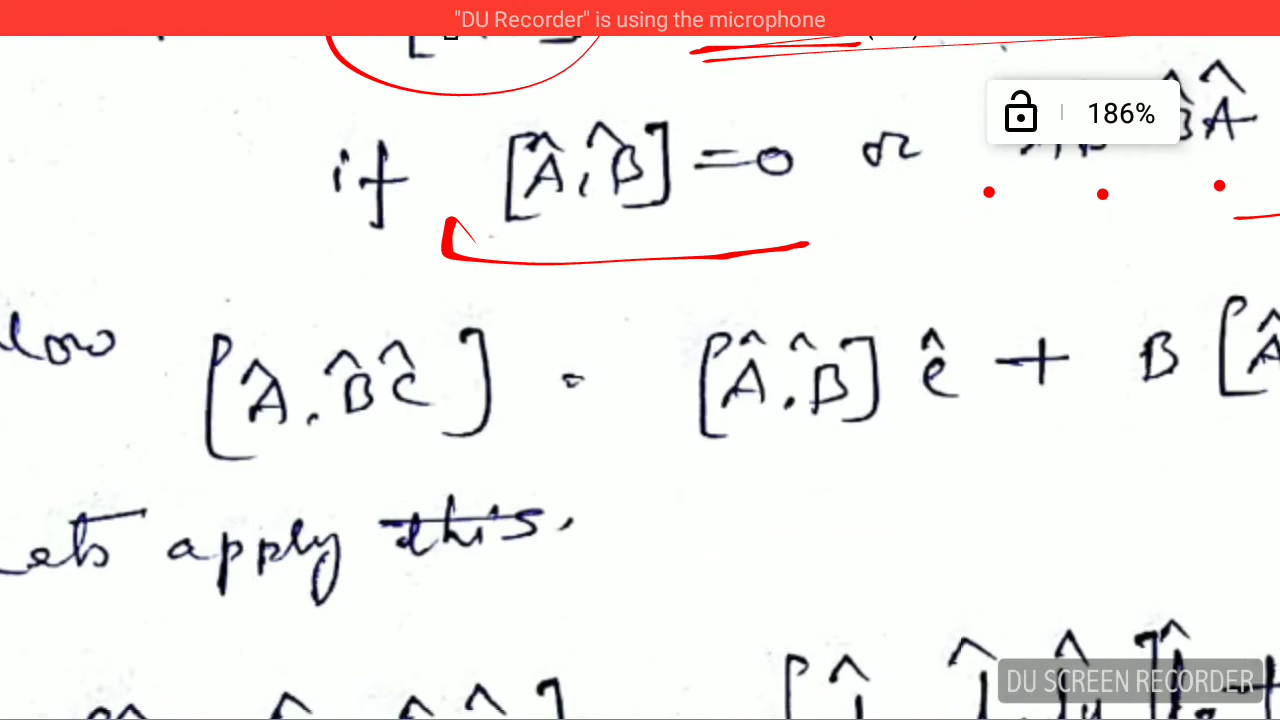 "DU Recorder" is using the microphone
186%
if [Â, B̂] = 0 or Â
[Â, B̂Ĉ] = [Â, B̂] Ĉ + B [Â
Lets apply this,
DU SCREEN RECORDER